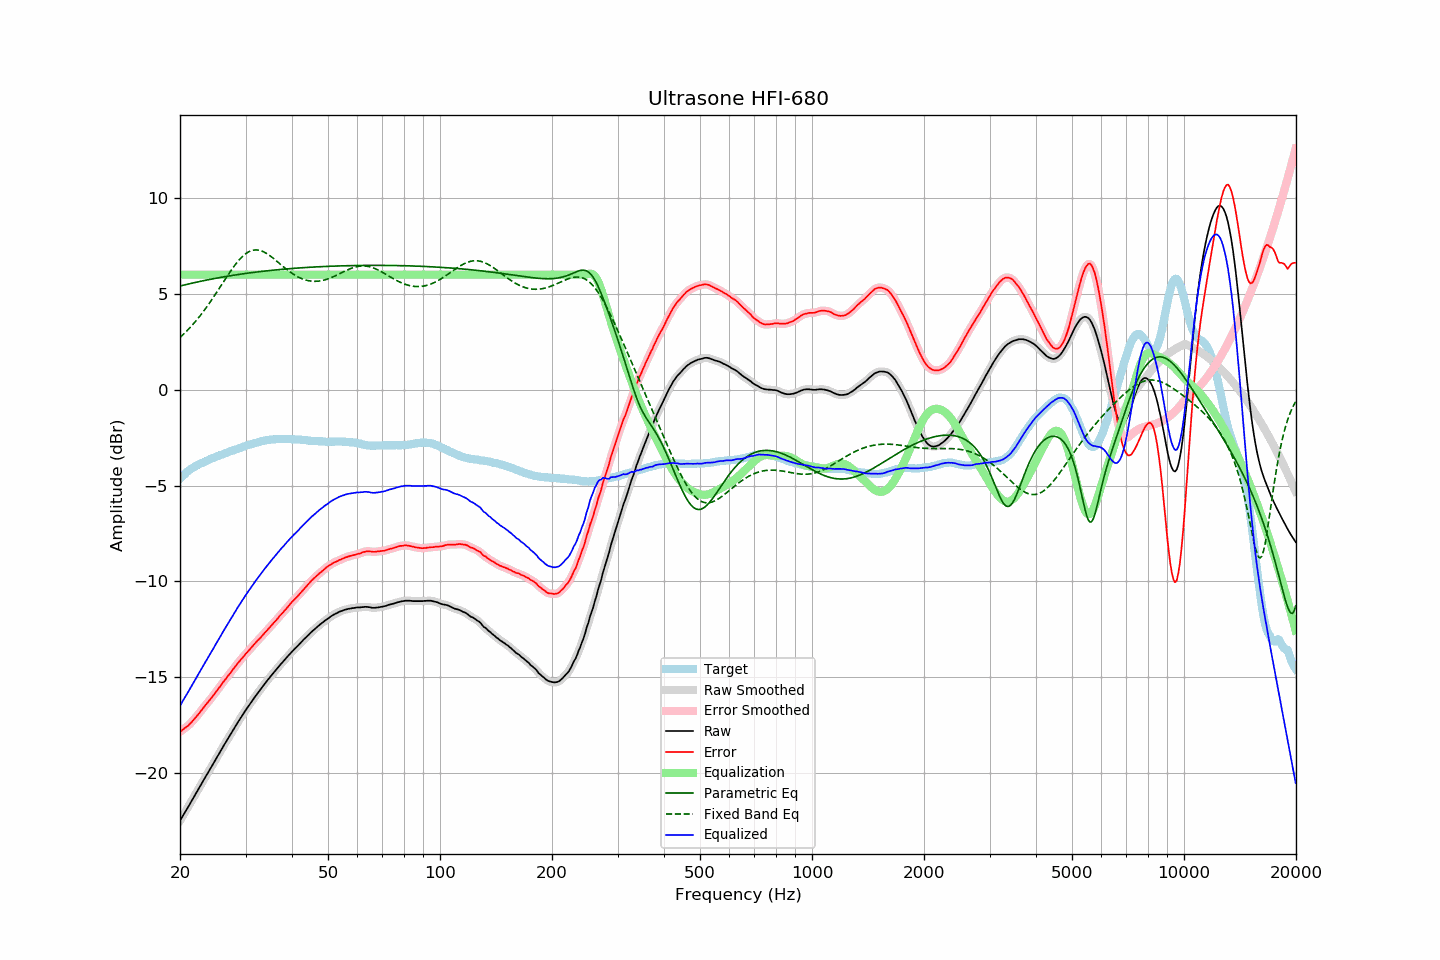 Ultrasone HFI-680
Amplitude (dBr)
10
5
0
−5
−10
−15
−20
Target
Raw Smoothed
Error Smoothed
Raw
Error
Equalization
Parametric Eq
Fixed Band Eq
Equalized
20 50 100 200 500 1000 2000 5000 10000 20000
Frequency (Hz)